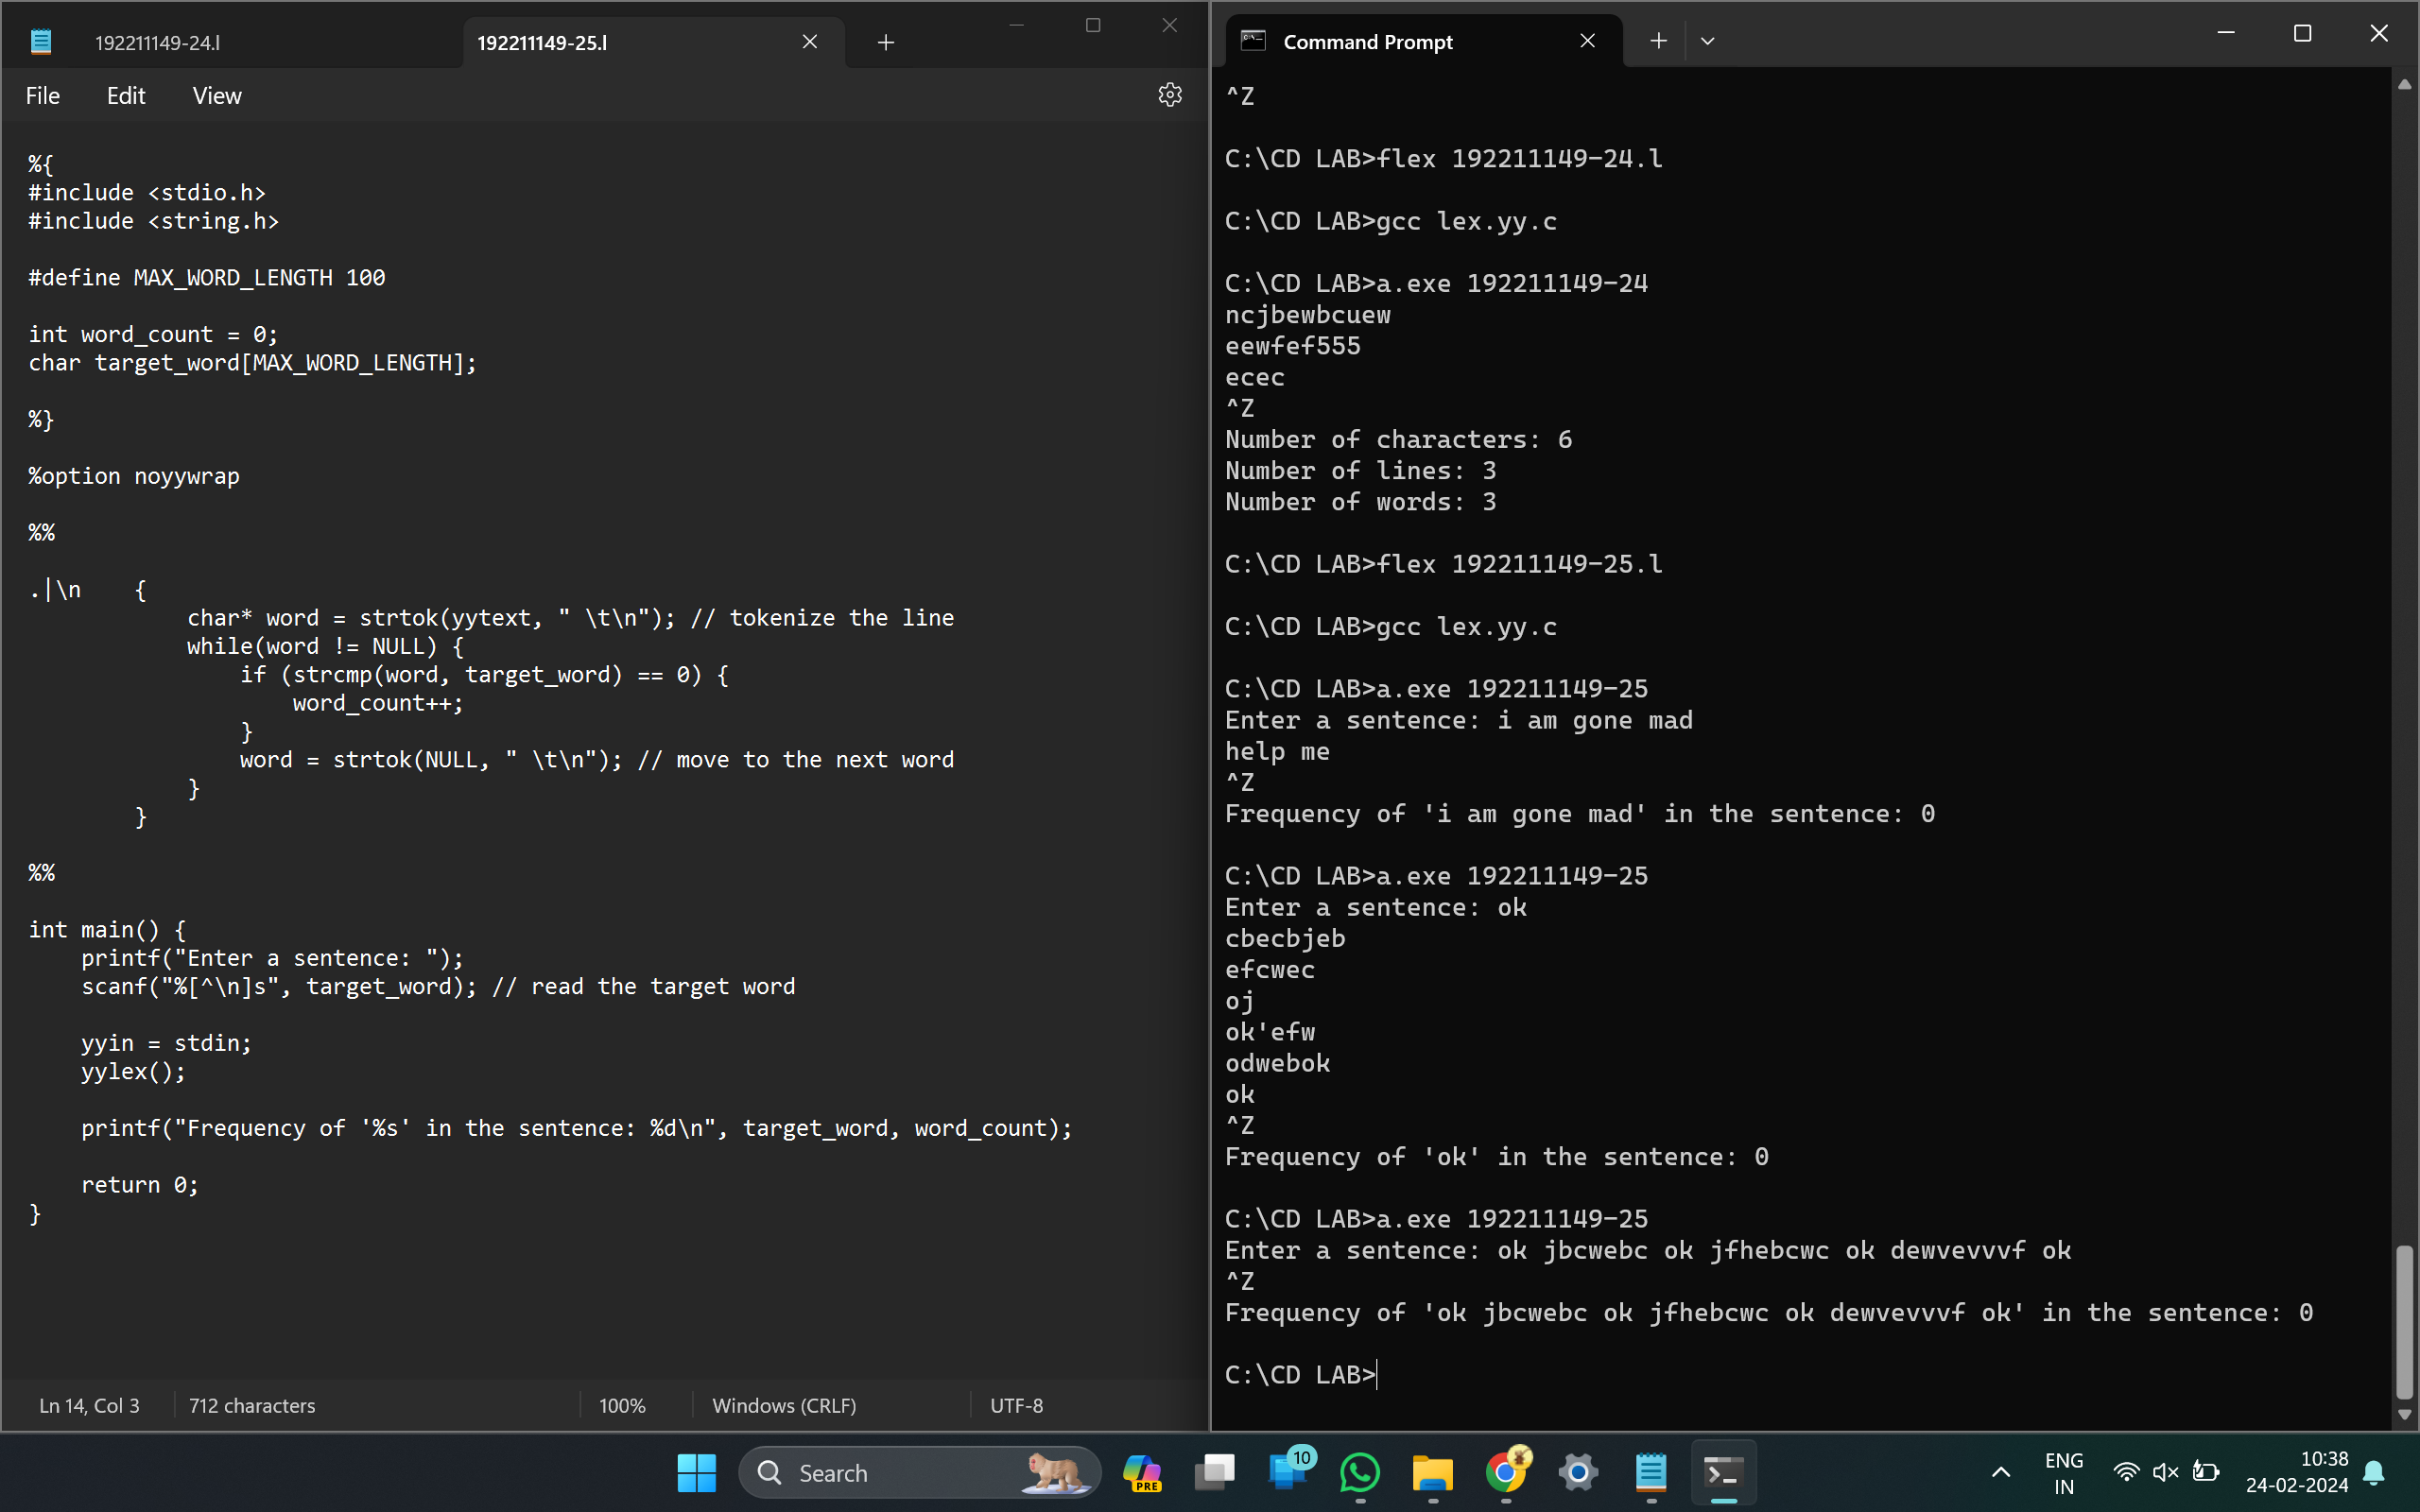 192211149-24.l
192211149-25.l
File Edit View
%{
#include <stdio.h>
#include <string.h>
#define MAX_WORD_LENGTH 100
int word_count = 0;
char target_word[MAX_WORD_LENGTH];
%}
%option noyywrap
%%
.|\n    {
            char* word = strtok(yytext, " \t\n"); // tokenize the line
            while(word != NULL) {
                if (strcmp(word, target_word) == 0) {
                    word_count++;
                }
                word = strtok(NULL, " \t\n"); // move to the next word
            }
        }
%%
int main() {
    printf("Enter a sentence: ");
    scanf("%[^\n]s", target_word); // read the target word
    yyin = stdin;
    yylex();
    printf("Frequency of '%s' in the sentence: %d\n", target_word, word_count);
    return 0;
}
Ln 14, Col 3 712 characters 100% Windows (CRLF) UTF-8
Command Prompt
^Z
C:\CD LAB>flex 192211149-24.l
C:\CD LAB>gcc lex.yy.c
C:\CD LAB>a.exe 192211149-24
ncjbewbcuew
eewfef555
ecec
^Z
Number of characters: 6
Number of lines: 3
Number of words: 3
C:\CD LAB>flex 192211149-25.l
C:\CD LAB>gcc lex.yy.c
C:\CD LAB>a.exe 192211149-25
Enter a sentence: i am gone mad
help me
^Z
Frequency of 'i am gone mad' in the sentence: 0
C:\CD LAB>a.exe 192211149-25
Enter a sentence: ok
cbecbjeb
efcwec
oj
ok'efw
odwebok
ok
^Z
Frequency of 'ok' in the sentence: 0
C:\CD LAB>a.exe 192211149-25
Enter a sentence: ok jbcwebc ok jfhebcwc ok dewvevvvf ok
^Z
Frequency of 'ok jbcwebc ok jfhebcwc ok dewvevvvf ok' in the sentence: 0
C:\CD LAB>
Search
PRE
10
ENG
IN
10:38
24-02-2024